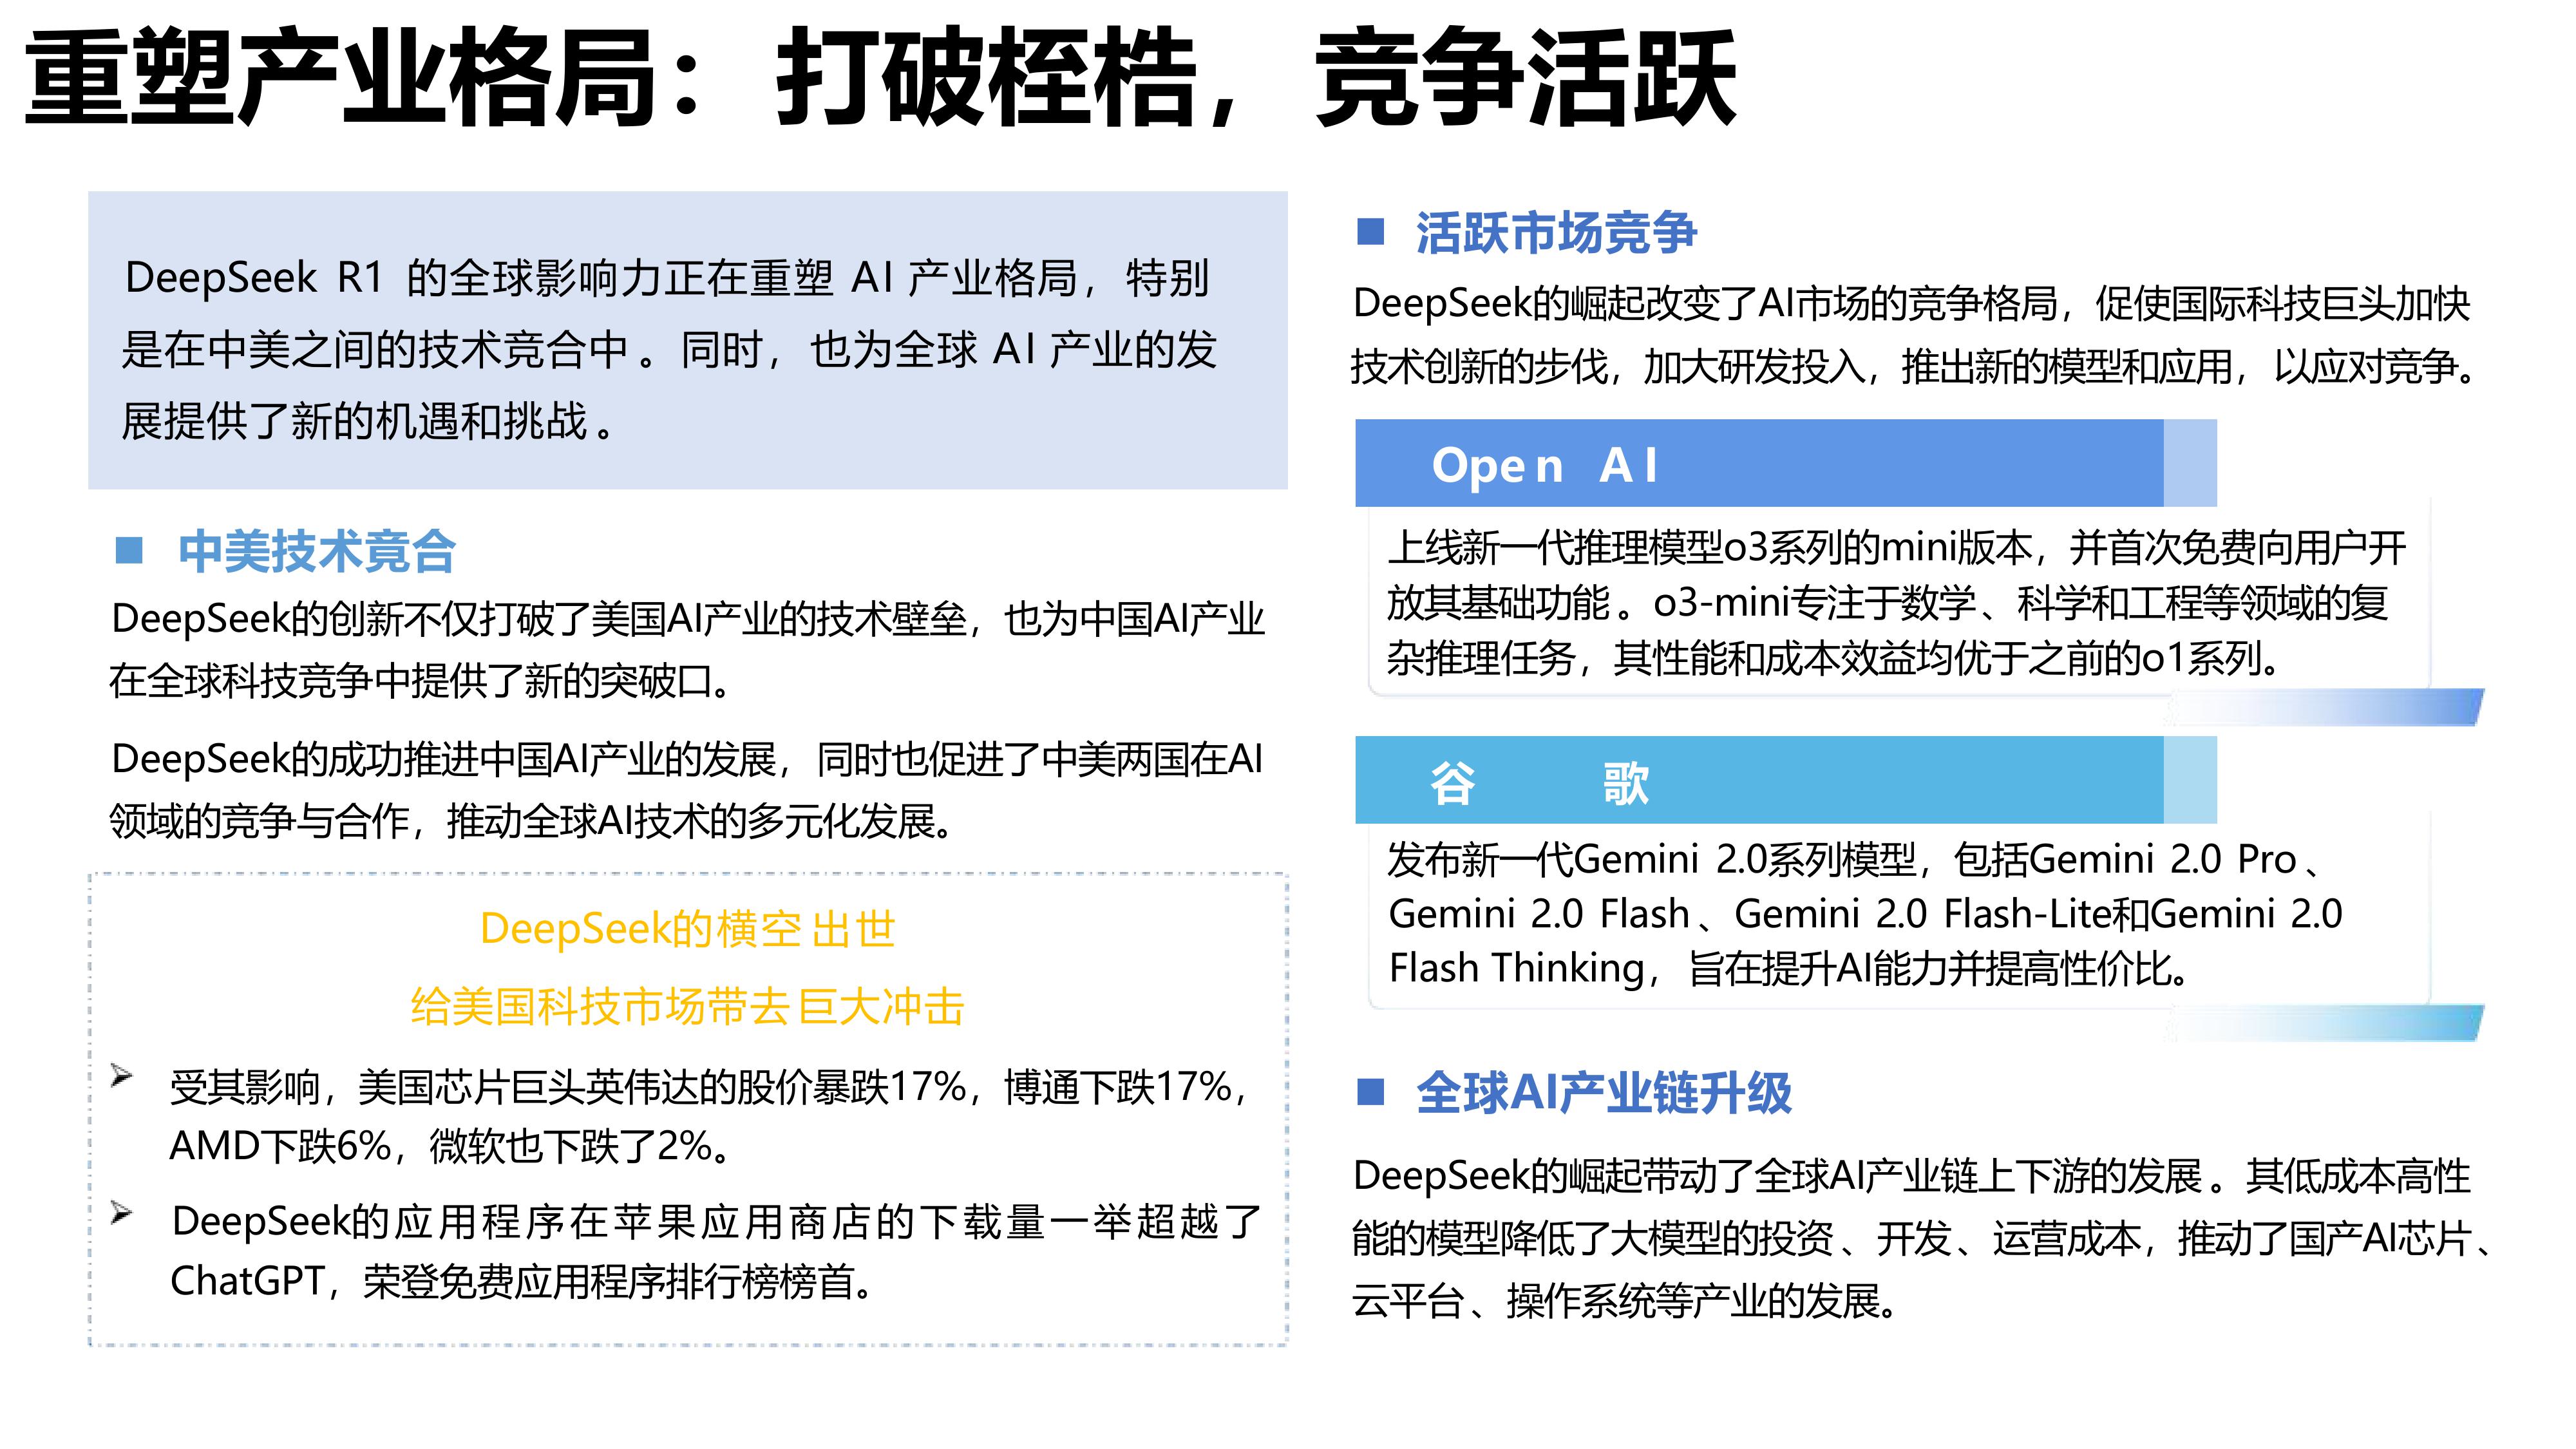 重塑产业格局：打破桎梏，竞争活跃
DeepSeek R1 的全球影响力正在重塑 AI 产业格局，特别
是在中美之间的技术竞合中。同时，也为全球 AI 产业的发
展提供了新的机遇和挑战。
中美技术竟合
DeepSeek的创新不仅打破了美国AI产业的技术壁垒，也为中国AI产业
在全球科技竞争中提供了新的突破口。
DeepSeek的成功推进中国AI产业的发展，同时也促进了中美两国在AI
领域的竞争与合作，推动全球AI技术的多元化发展。
DeepSeek的横空出世
给美国科技市场带去巨大冲击
受其影响，美国芯片巨头英伟达的股价暴跌17%，博通下跌17%，
AMD下跌6%，微软也下跌了2%。
DeepSeek的应用程序在苹果应用商店的下载量一举超越了
ChatGPT，荣登免费应用程序排行榜榜首。
活跃市场竞争
DeepSeek的崛起改变了AI市场的竞争格局，促使国际科技巨头加快
技术创新的步伐，加大研发投入，推出新的模型和应用，以应对竞争。
Open AI
上线新一代推理模型o3系列的mini版本，并首次免费向用户开
放其基础功能。o3-mini专注于数学、科学和工程等领域的复
杂推理任务，其性能和成本效益均优于之前的o1系列。
谷歌
发布新一代Gemini 2.0系列模型，包括Gemini 2.0 Pro、
Gemini 2.0 Flash、Gemini 2.0 Flash-Lite和Gemini 2.0
Flash Thinking，旨在提升AI能力并提高性价比。
全球AI产业链升级
DeepSeek的崛起带动了全球AI产业链上下游的发展。其低成本高性
能的模型降低了大模型的投资、开发、运营成本，推动了国产AI芯片、
云平台、操作系统等产业的发展。